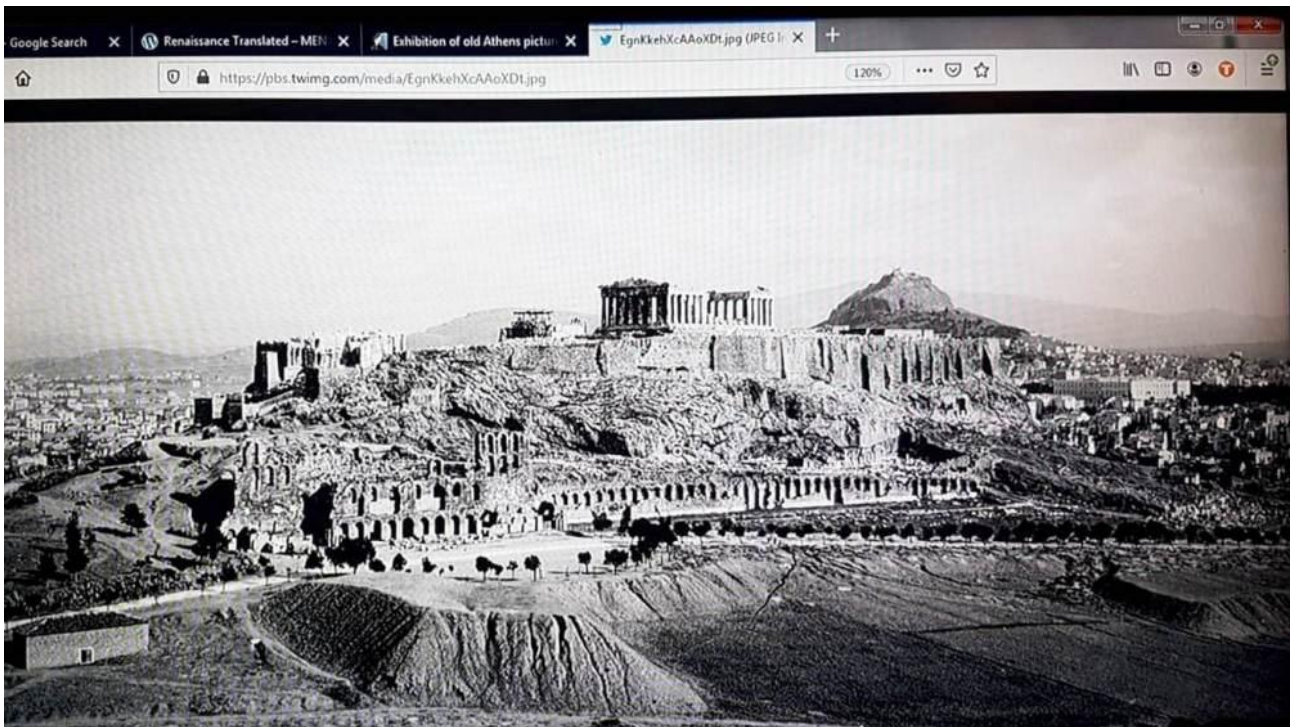 Google Search
Renaissance Translated – MEN
Exhibition of old Athens pictur
EgnKkehXcAAoXDt.jpg (JPEG I
https://pbs.twimg.com/media/EgnKkehXcAAoXDt.jpg
120%